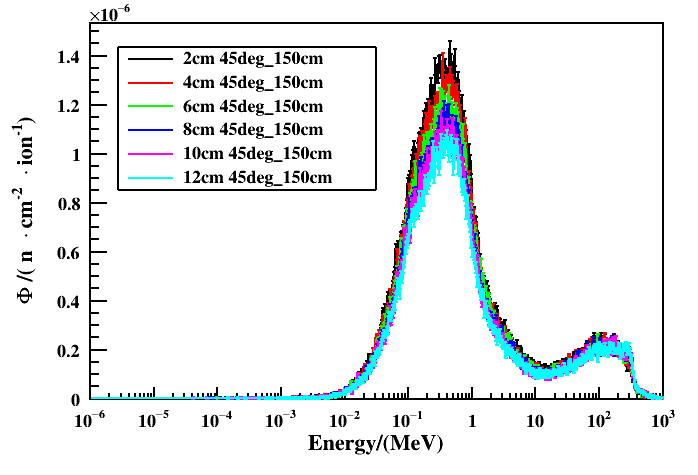 ×10⁻⁶
1.4
1.2
1
0.8
0.6
0.4
0.2
0
Φ /( n · cm⁻² · ion⁻¹)
2cm 45deg_150cm
4cm 45deg_150cm
6cm 45deg_150cm
8cm 45deg_150cm
10cm 45deg_150cm
12cm 45deg_150cm
10⁻⁶ 10⁻⁵ 10⁻⁴ 10⁻³ 10⁻² 10⁻¹ 1 10 10² 10³
Energy/(MeV)